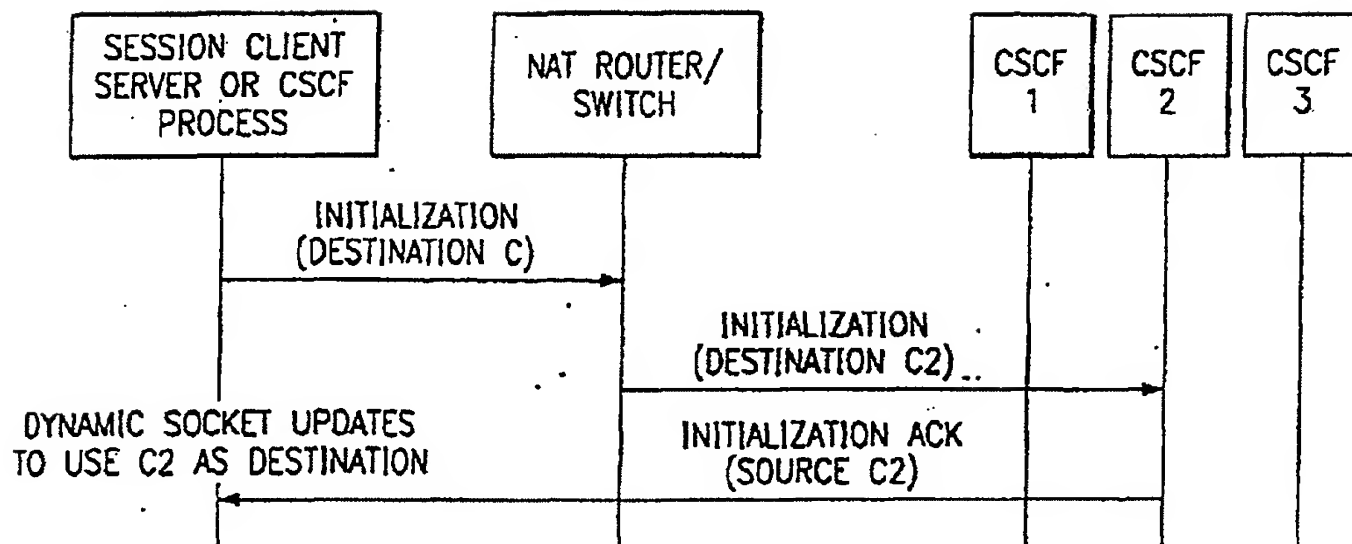 SESSION CLIENT
SERVER OR CSCF
PROCESS
NAT ROUTER/
SWITCH
CSCF
1
CSCF
2
CSCF
3
INITIALIZATION
(DESTINATION C)
INITIALIZATION
(DESTINATION C2)
DYNAMIC SOCKET UPDATES
TO USE C2 AS DESTINATION
INITIALIZATION ACK
(SOURCE C2)